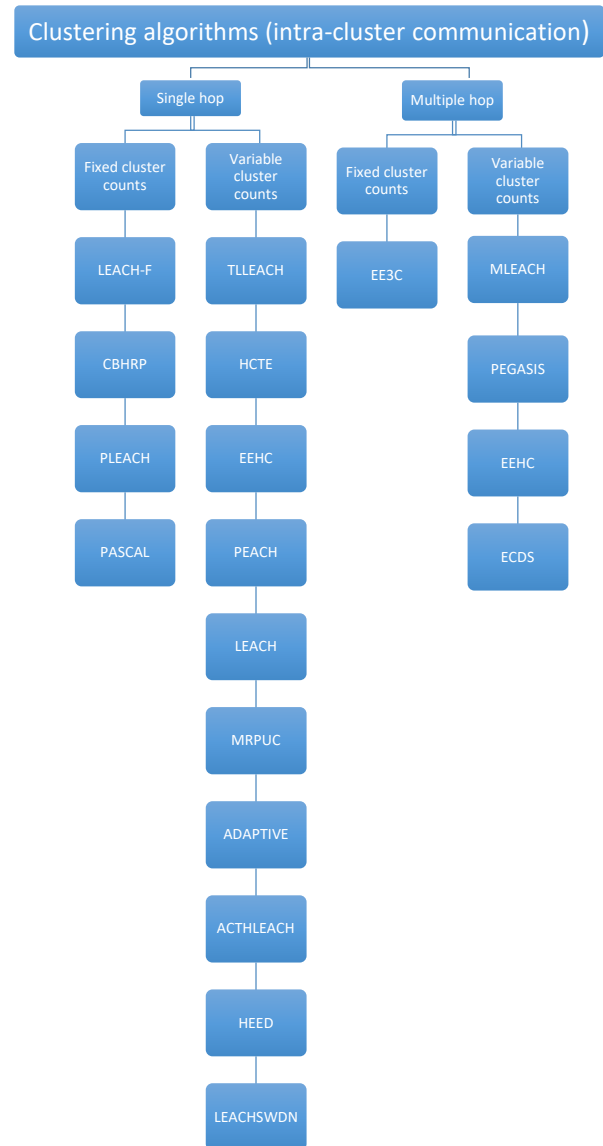 Clustering algorithms (intra-cluster communication)
Single hop
Multiple hop
Fixed cluster
counts
Variable
cluster
counts
Fixed cluster
counts
Variable
cluster
counts
LEACH-F
CBHRP
PLEACH
PASCAL
TLLEACH
HCTE
EEHC
PEACH
LEACH
MRPUC
ADAPTIVE
ACTHLEACH
HEED
LEACHSWDN
EE3C
MLEACH
PEGASIS
EEHC
ECDS